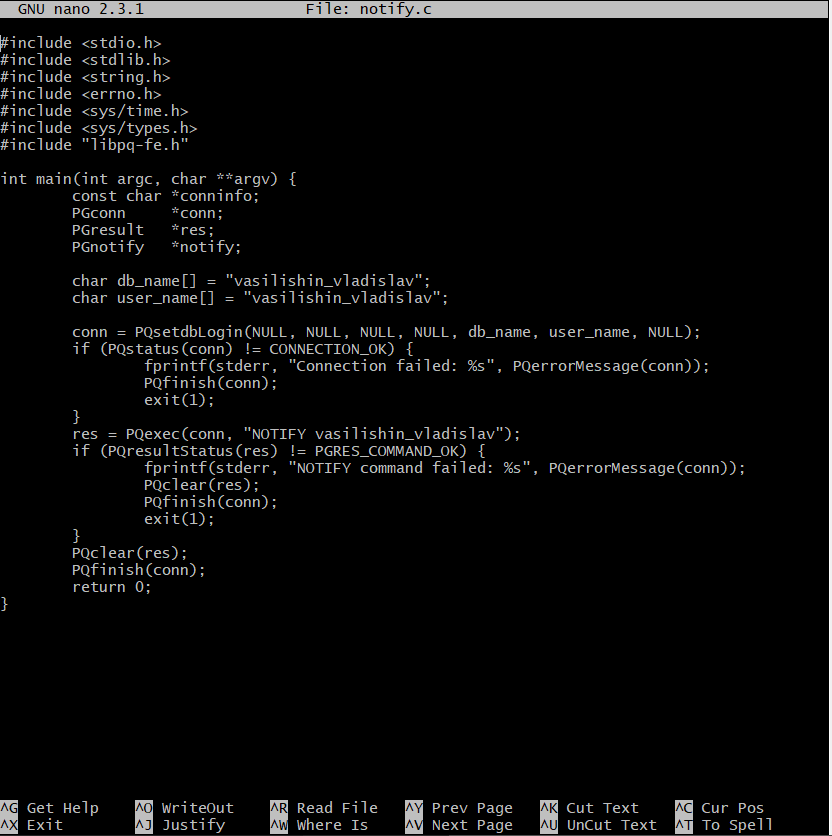 GNU nano 2.3.1 File: notify.c
#include <stdio.h>
#include <stdlib.h>
#include <string.h>
#include <errno.h>
#include <sys/time.h>
#include <sys/types.h>
#include "libpq-fe.h"
int main(int argc, char **argv) {
        const char *conninfo;
        PGconn     *conn;
        PGresult   *res;
        PGnotify   *notify;
        char db_name[] = "vasilishin_vladislav";
        char user_name[] = "vasilishin_vladislav";
        conn = PQsetdbLogin(NULL, NULL, NULL, NULL, db_name, user_name, NULL);
        if (PQstatus(conn) != CONNECTION_OK) {
                fprintf(stderr, "Connection failed: %s", PQerrorMessage(conn));
                PQfinish(conn);
                exit(1);
        }
        res = PQexec(conn, "NOTIFY vasilishin_vladislav");
        if (PQresultStatus(res) != PGRES_COMMAND_OK) {
                fprintf(stderr, "NOTIFY command failed: %s", PQerrorMessage(conn));
                PQclear(res);
                PQfinish(conn);
                exit(1);
        }
        PQclear(res);
        PQfinish(conn);
        return 0;
}
^G Get Help ^O WriteOut ^R Read File ^Y Prev Page ^K Cut Text ^C Cur Pos
^X Exit ^J Justify ^W Where Is ^V Next Page ^U UnCut Text ^T To Spell